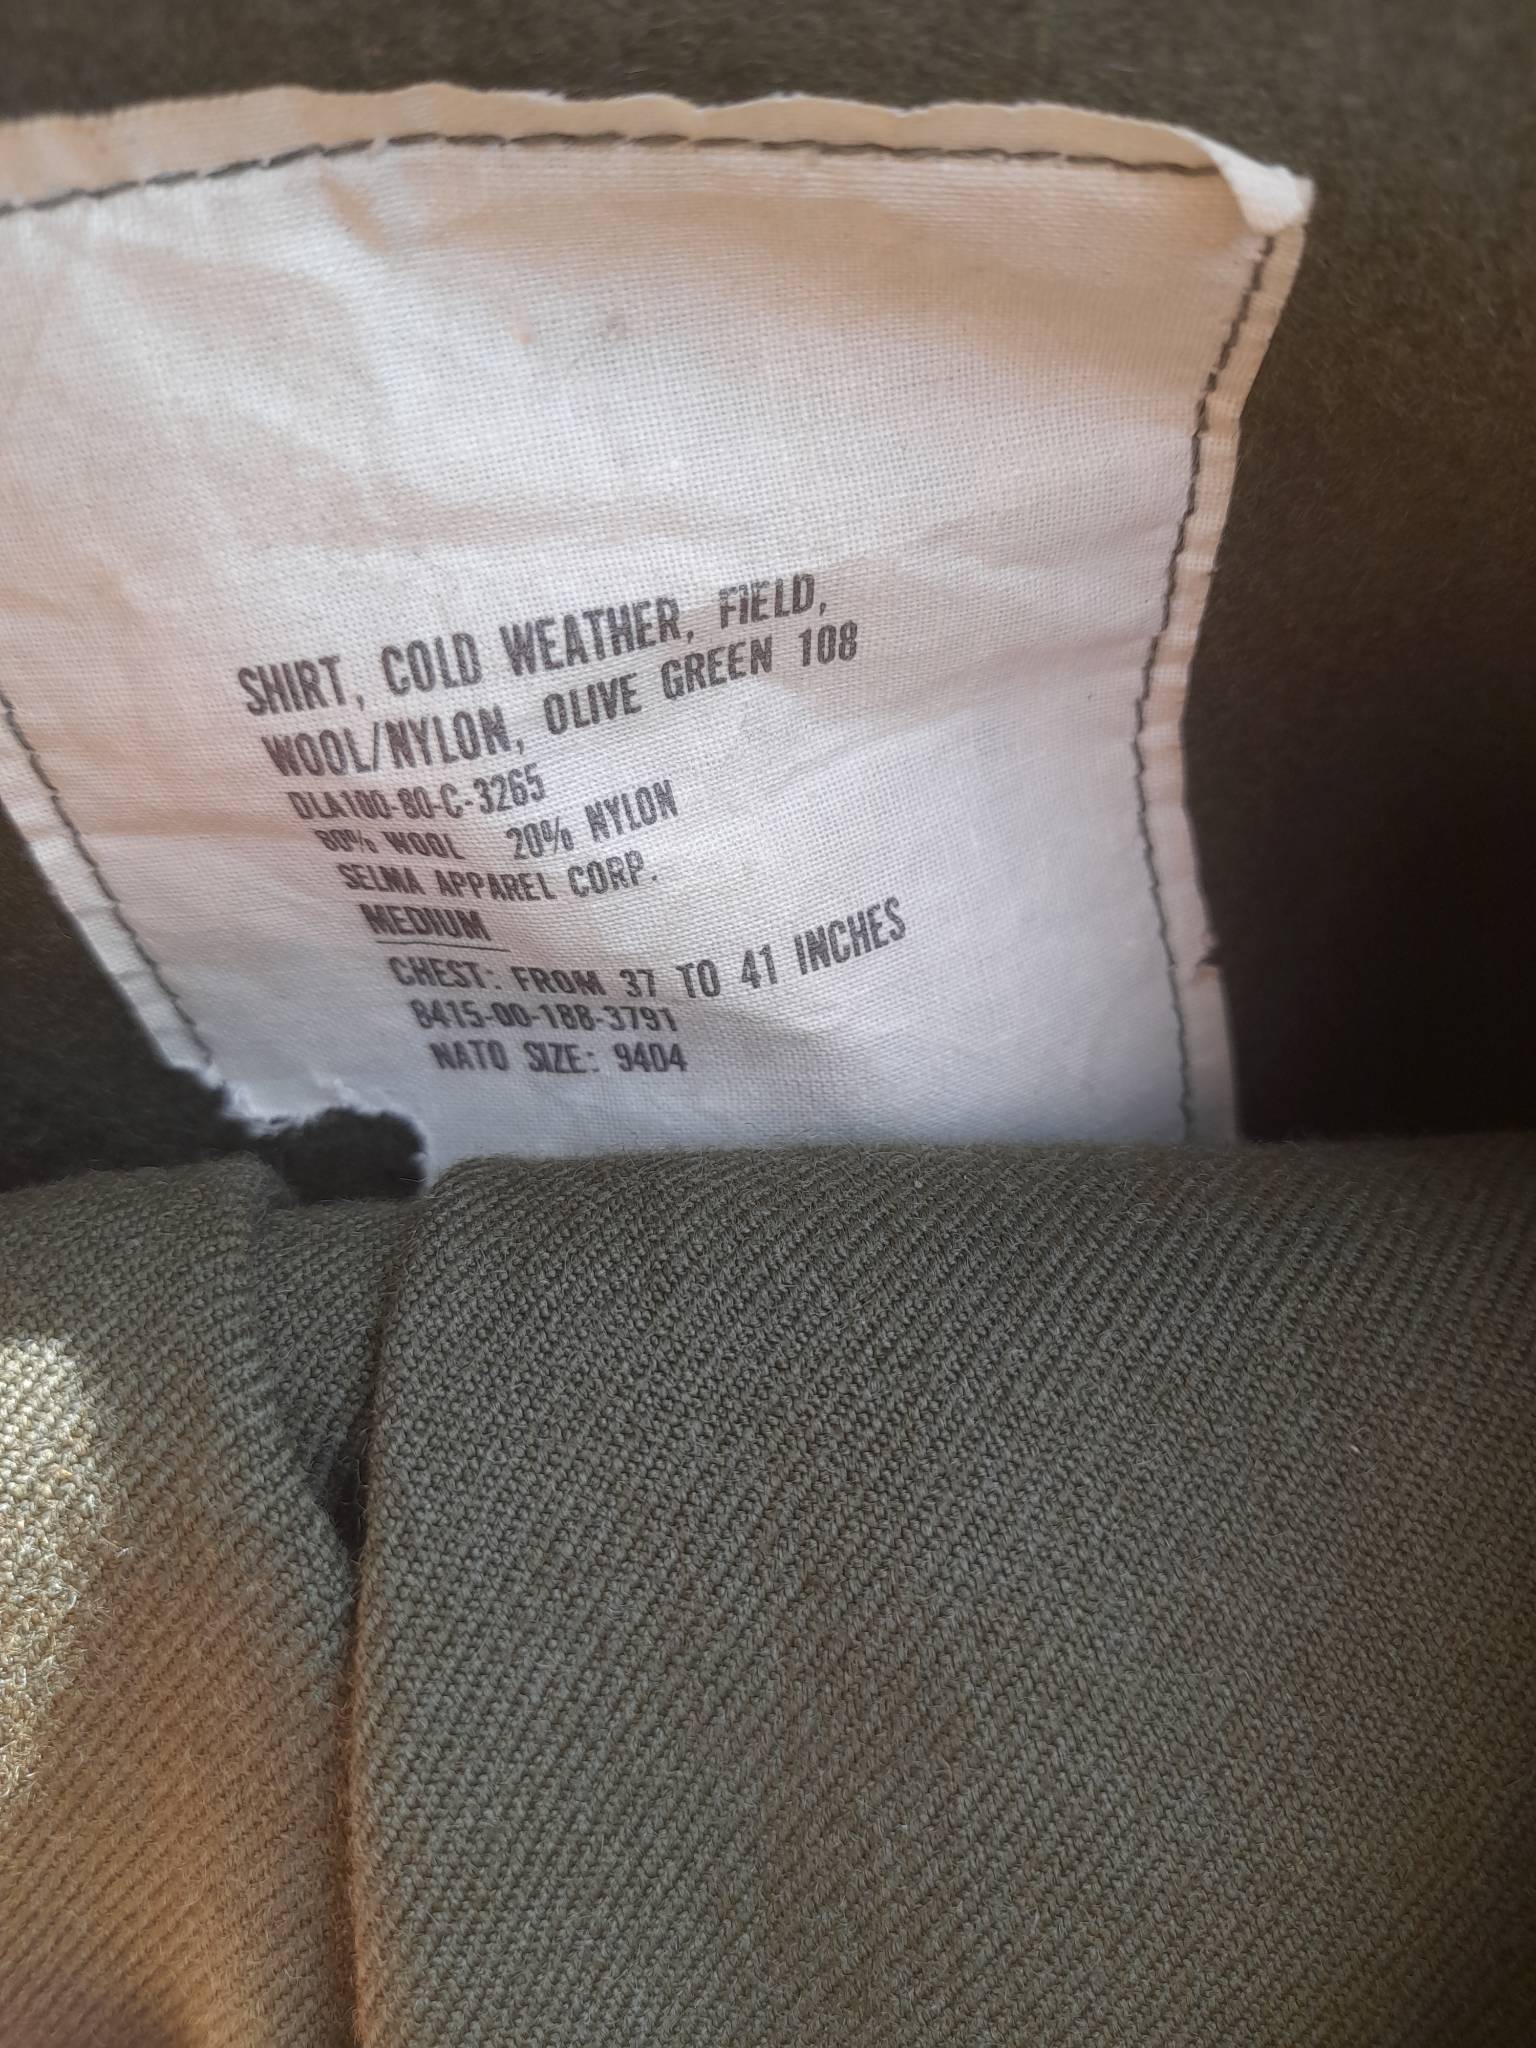 SHIRT, COLD WEATHER, FIELD,
WOOL/NYLON, OLIVE GREEN 108
DLA100-80-C-3265
80% WOOL 20% NYLON
SELMA APPAREL CORP.
MEDIUM
CHEST: FROM 37 TO 41 INCHES
8415-00-188-3791
NATO SIZE: 9404